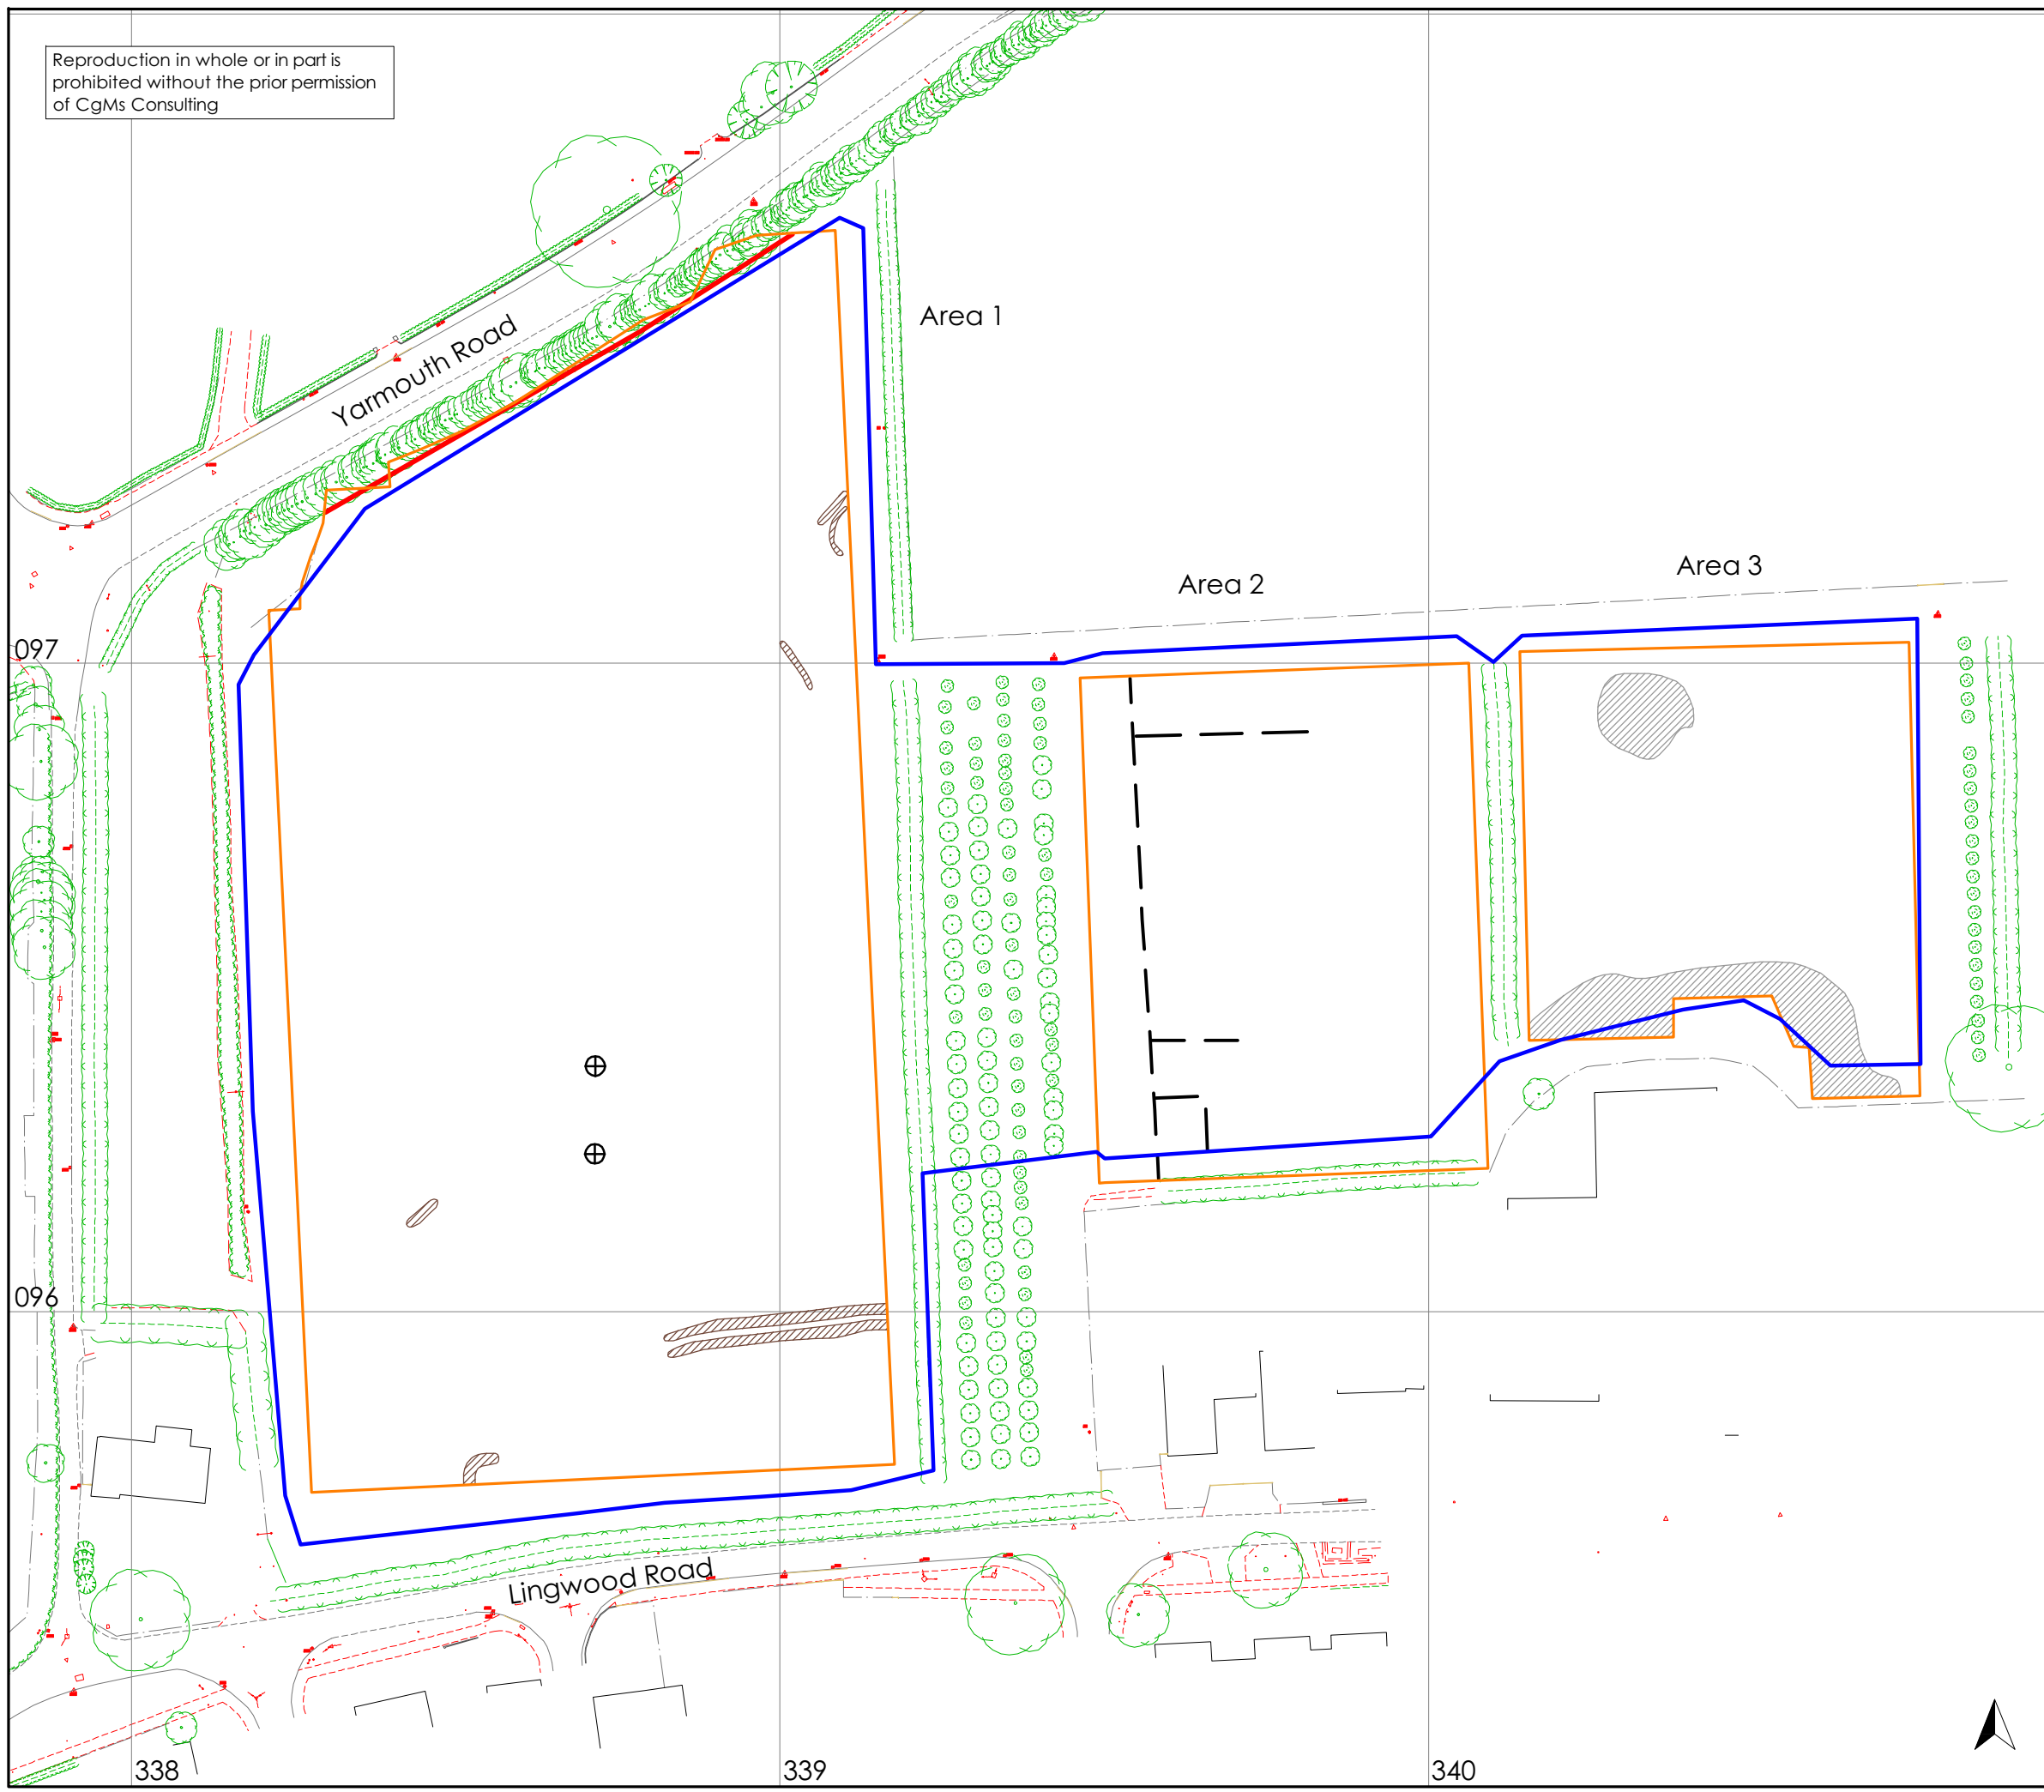 Reproduction in whole or in part is
prohibited without the prior permission
of CgMs Consulting
Area 1
Yarmouth Road
Area 2
Area 3
097
096
Lingwood Road
338
339
340